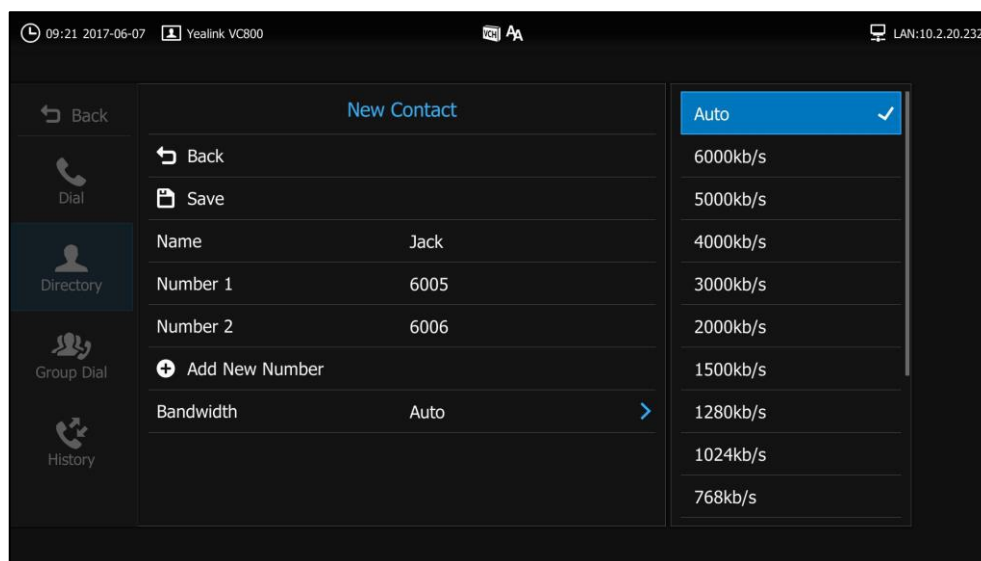 09:21 2017-06-07 Yealink VC800 VCH AA LAN:10.2.20.232
Back
Dial
Directory
Group Dial
History
New Contact
Back
Save
Name Jack
Number 1 6005
Number 2 6006
Add New Number
Bandwidth Auto
Auto
6000kb/s
5000kb/s
4000kb/s
3000kb/s
2000kb/s
1500kb/s
1280kb/s
1024kb/s
768kb/s